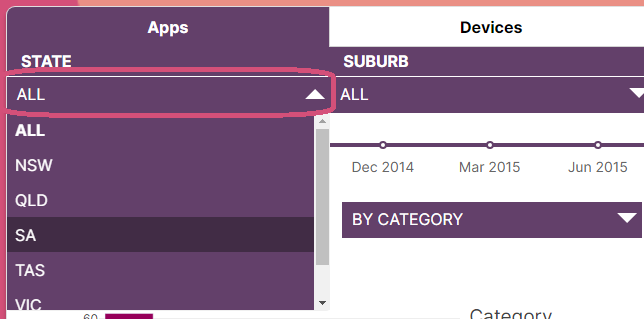 Apps
Devices
STATE
SUBURB
ALL
ALL
ALL
NSW
QLD
SA
TAS
VIC
Dec 2014
Mar 2015
Jun 2015
BY CATEGORY
60
Category